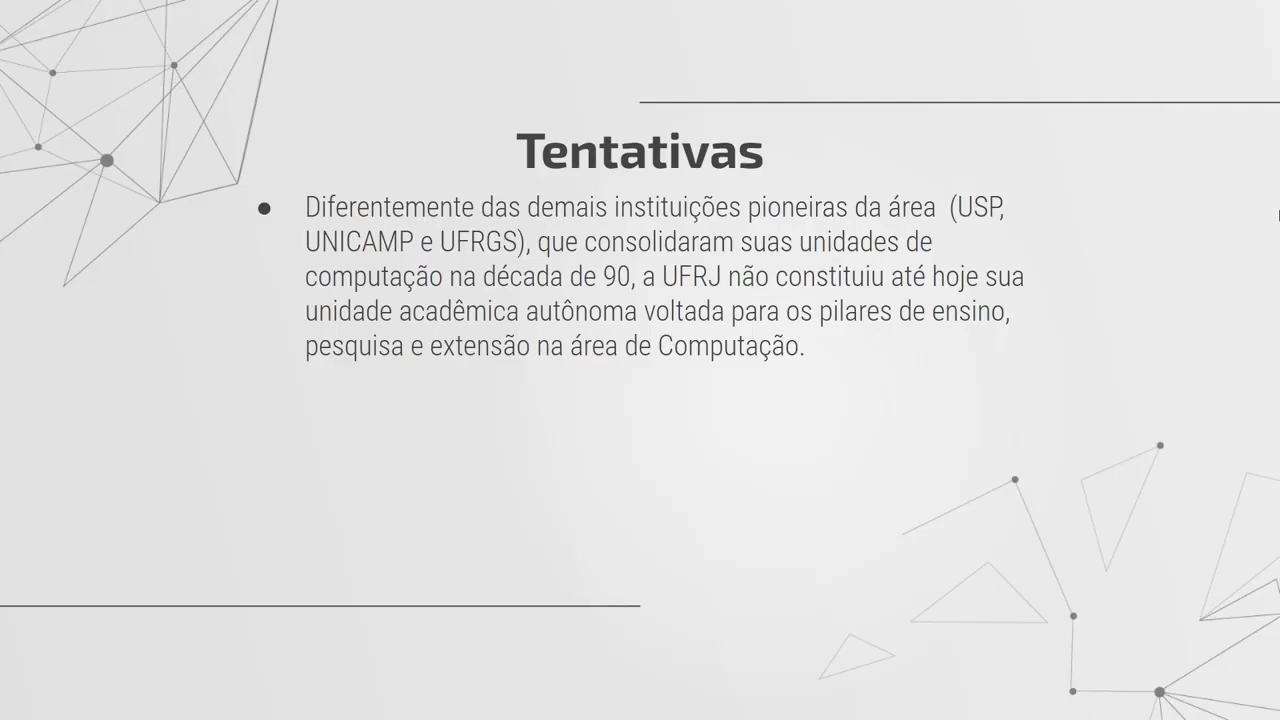 Tentativas
● Diferentemente das demais instituições pioneiras da área  (USP,
UNICAMP e UFRGS), que consolidaram suas unidades de
computação na década de 90, a UFRJ não constituiu até hoje sua
unidade acadêmica autônoma voltada para os pilares de ensino,
pesquisa e extensão na área de Computação.